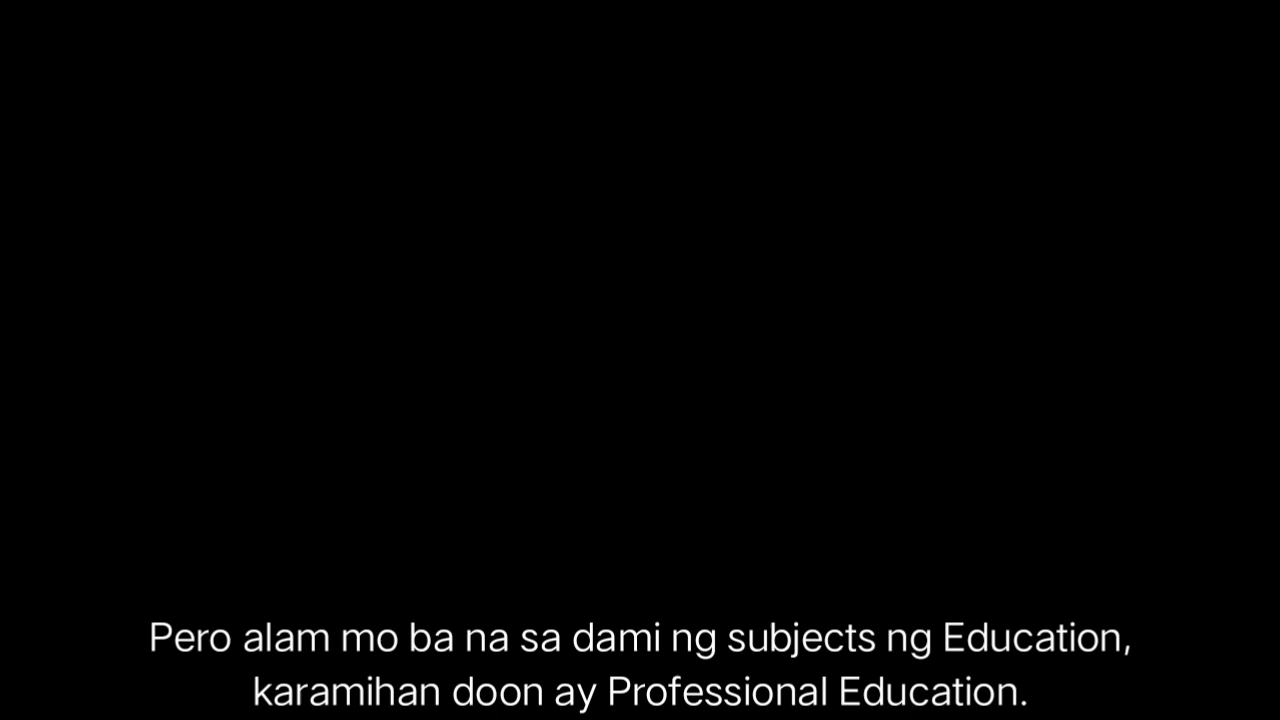 Pero alam mo ba na sa dami ng subjects ng Education,
karamihan doon ay Professional Education.